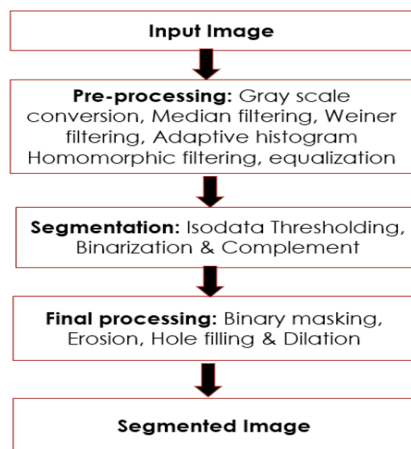 Input Image
Pre-processing: Gray scale
conversion, Median filtering, Weiner
filtering, Adaptive histogram
Homomorphic filtering, equalization
Segmentation: Isodata Thresholding,
Binarization & Complement
Final processing: Binary masking,
Erosion, Hole filling & Dilation
Segmented Image